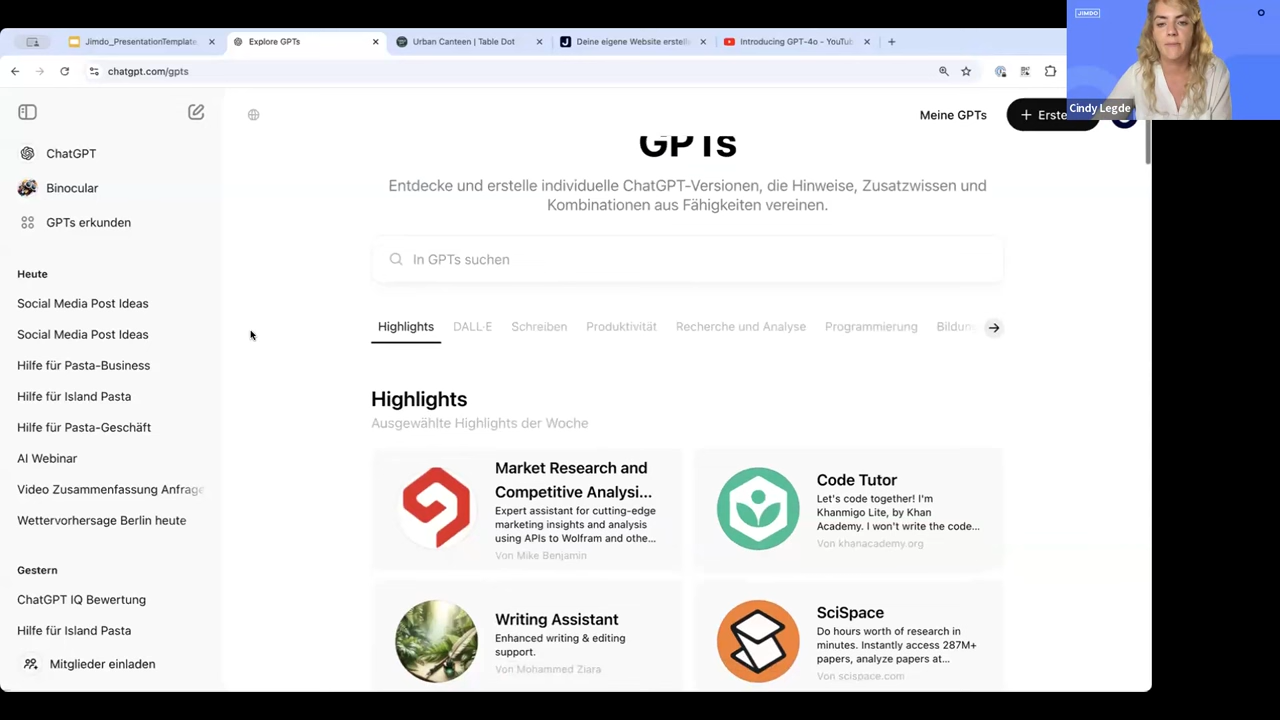 Jimdo_PresentationTemplate
Explore GPTs
Urban Canteen | Table Dot
Deine eigene Website erstelle
Introducing GPT-4o - YouTub
chatgpt.com/gpts
JIMDO
Cindy Legde
Meine GPTs
+ Erste
ChatGPT
Binocular
GPTs erkunden
Heute
Social Media Post Ideas
Social Media Post Ideas
Hilfe für Pasta-Business
Hilfe für Island Pasta
Hilfe für Pasta-Geschäft
AI Webinar
Video Zusammenfassung Anfrage
Wettervorhersage Berlin heute
Gestern
ChatGPT IQ Bewertung
Hilfe für Island Pasta
Mitglieder einladen
GPTs
Entdecke und erstelle individuelle ChatGPT-Versionen, die Hinweise, Zusatzwissen und
Kombinationen aus Fähigkeiten vereinen.
In GPTs suchen
Highlights
DALL·E
Schreiben
Produktivität
Recherche und Analyse
Programmierung
Bildun
Highlights
Ausgewählte Highlights der Woche
Market Research and
Competitive Analysi...
Expert assistant for cutting-edge
marketing insights and analysis
using APIs to Wolfram and othe...
Von Mike Benjamin
Code Tutor
Let's code together! I'm
Khanmigo Lite, by Khan
Academy. I won't write the code...
Von khanacademy.org
Writing Assistant
Enhanced writing & editing
support.
Von Mohammed Ziara
SciSpace
Do hours worth of research in
minutes. Instantly access 287M+
papers, analyze papers at...
Von scispace.com